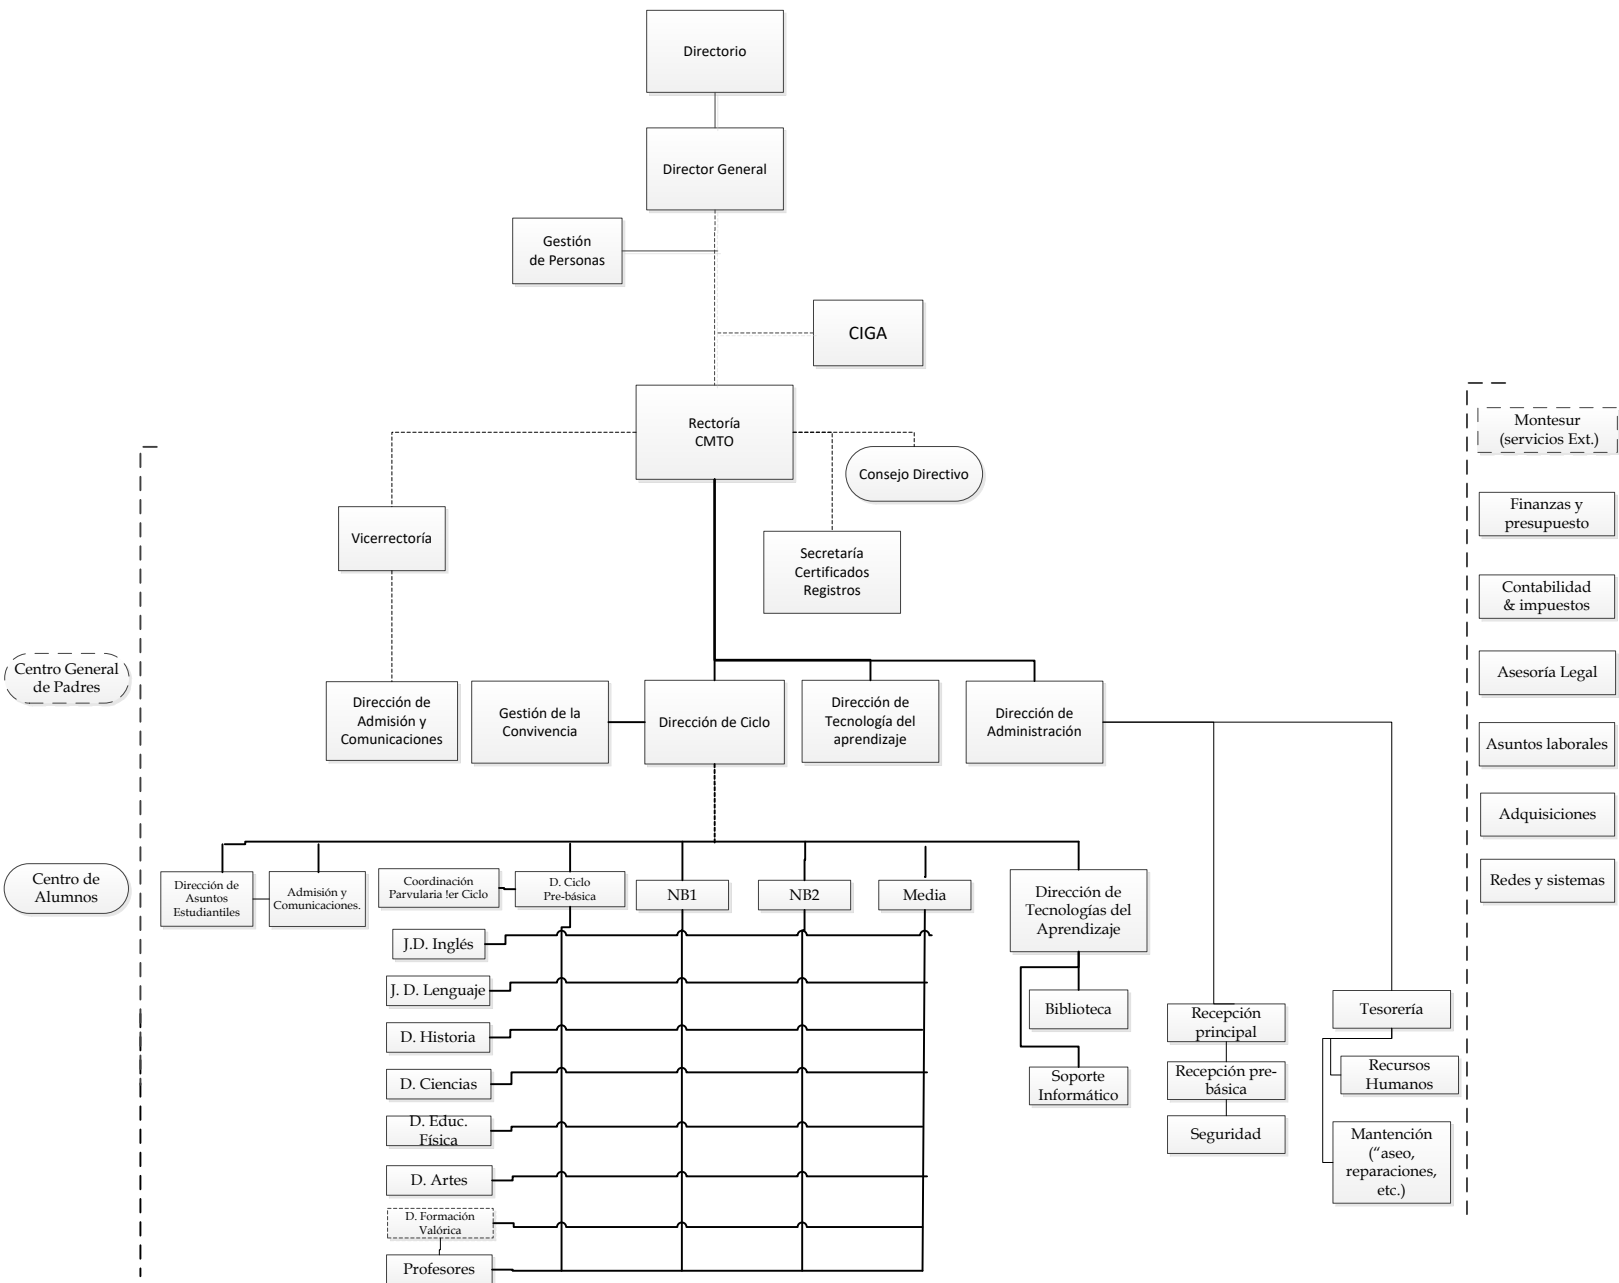 Directorio
Director General
Gestión
de Personas
CIGA
Rectoría
CMTO
Consejo Directivo
Vicerrectoría
Secretaría
Certificados
Registros
Montesur
(servicios Ext.)
Finanzas y
presupuesto
Contabilidad
& impuestos
Asesoría Legal
Asuntos laborales
Adquisiciones
Redes y sistemas
Centro General
de Padres
Centro de
Alumnos
Dirección de
Admisión y
Comunicaciones
Gestión de la
Convivencia
Dirección de Ciclo
Dirección de
Tecnología del
aprendizaje
Dirección de
Administración
Dirección de
Asuntos
Estudiantiles
Admisión y
Comunicaciones.
Coordinación
Parvularia !er Ciclo
D. Ciclo
Pre-básica
NB1
NB2
Media
Dirección de
Tecnologías del
Aprendizaje
J.D. Inglés
J. D. Lenguaje
D. Historia
D. Ciencias
D. Educ.
Física
D. Artes
D. Formación
Valórica
Profesores
Biblioteca
Soporte
Informático
Recepción
principal
Recepción pre-
básica
Seguridad
Tesorería
Recursos
Humanos
Mantención
(“aseo,
reparaciones,
etc.)